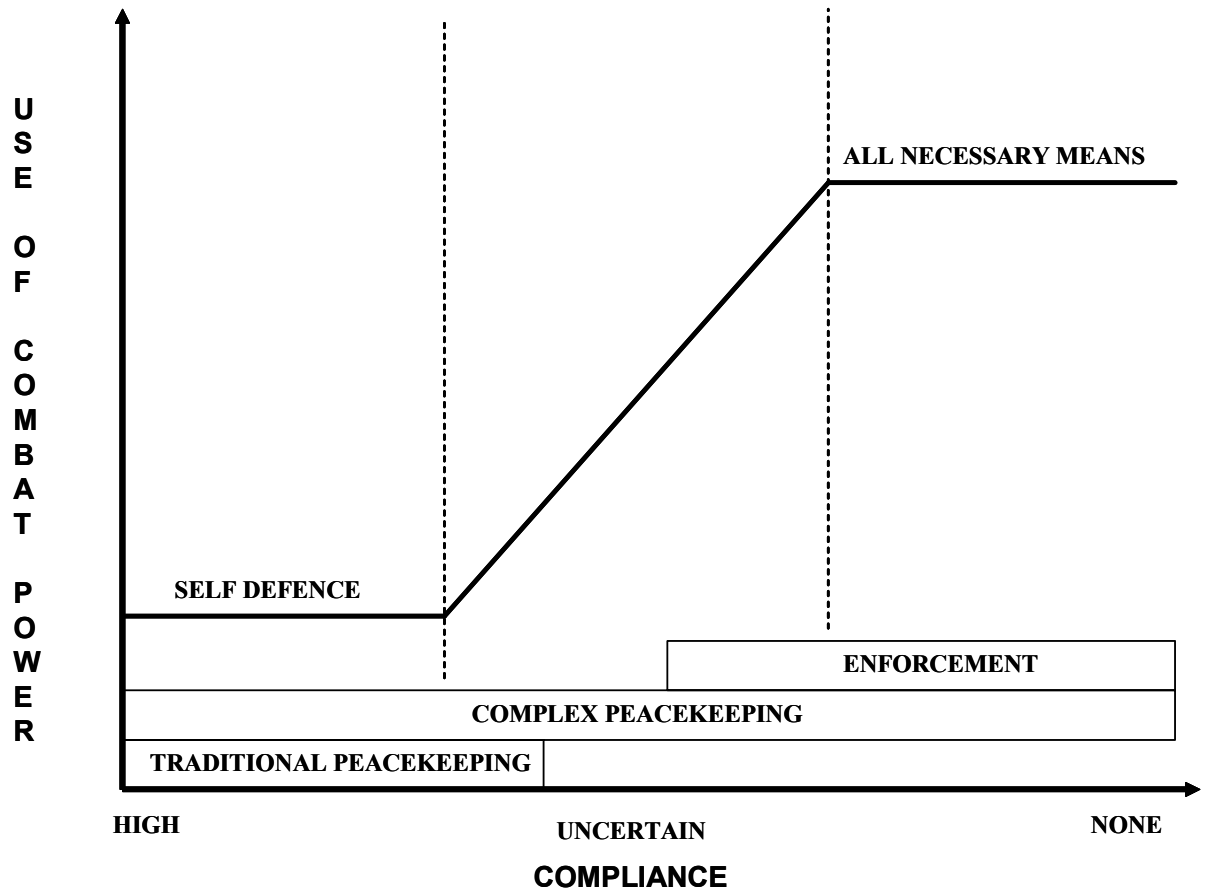 USE OF COMBAT POWER
ALL NECESSARY MEANS
SELF DEFENCE
ENFORCEMENT
COMPLEX PEACEKEEPING
TRADITIONAL PEACEKEEPING
HIGH
UNCERTAIN
NONE
COMPLIANCE